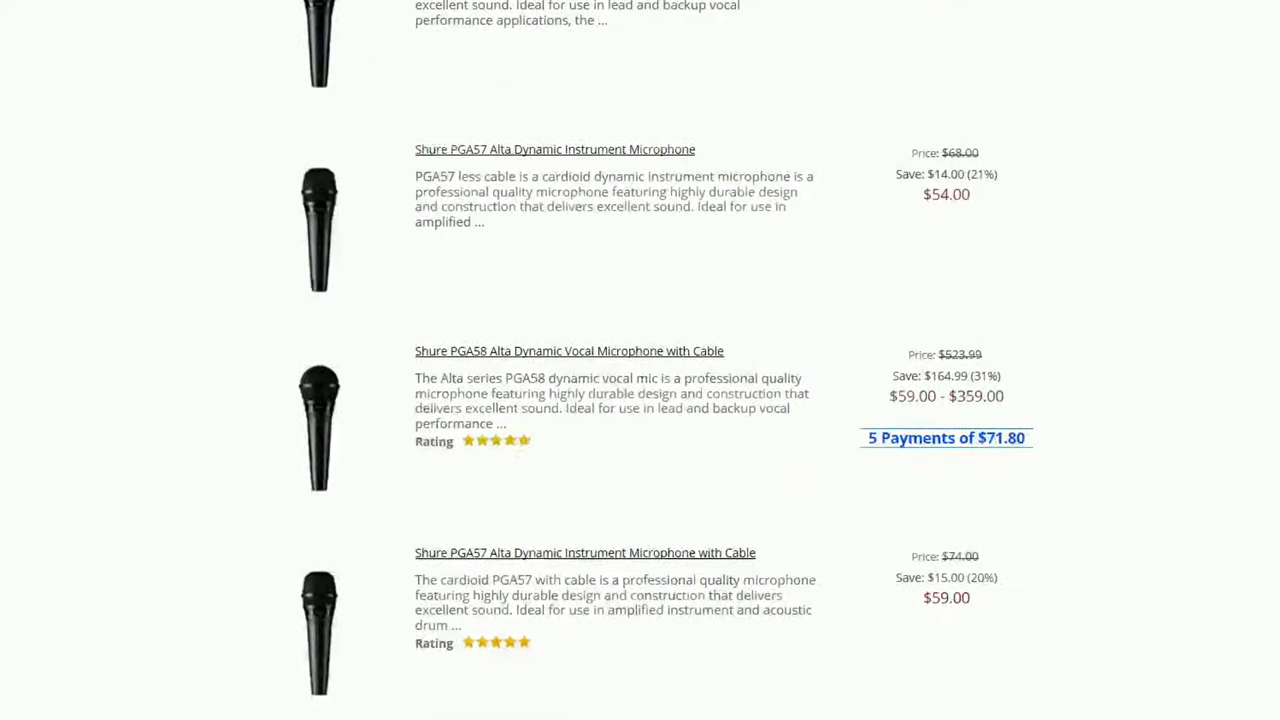 excellent sound. Ideal for use in lead and backup vocal
performance applications, the ...
Shure PGA57 Alta Dynamic Instrument Microphone
PGA57 less cable is a cardioid dynamic instrument microphone is a
professional quality microphone featuring highly durable design
and construction that delivers excellent sound. Ideal for use in
amplified ...
Price: $68.00
Save: $14.00 (21%)
$54.00
Shure PGA58 Alta Dynamic Vocal Microphone with Cable
The Alta series PGA58 dynamic vocal mic is a professional quality
microphone featuring highly durable design and construction that
delivers excellent sound. Ideal for use in lead and backup vocal
performance ...
Rating
Price: $523.99
Save: $164.99 (31%)
$59.00 - $359.00
5 Payments of $71.80
Shure PGA57 Alta Dynamic Instrument Microphone with Cable
The cardioid PGA57 with cable is a professional quality microphone
featuring highly durable design and construction that delivers
excellent sound. Ideal for use in amplified instrument and acoustic
drum ...
Rating
Price: $74.00
Save: $15.00 (20%)
$59.00